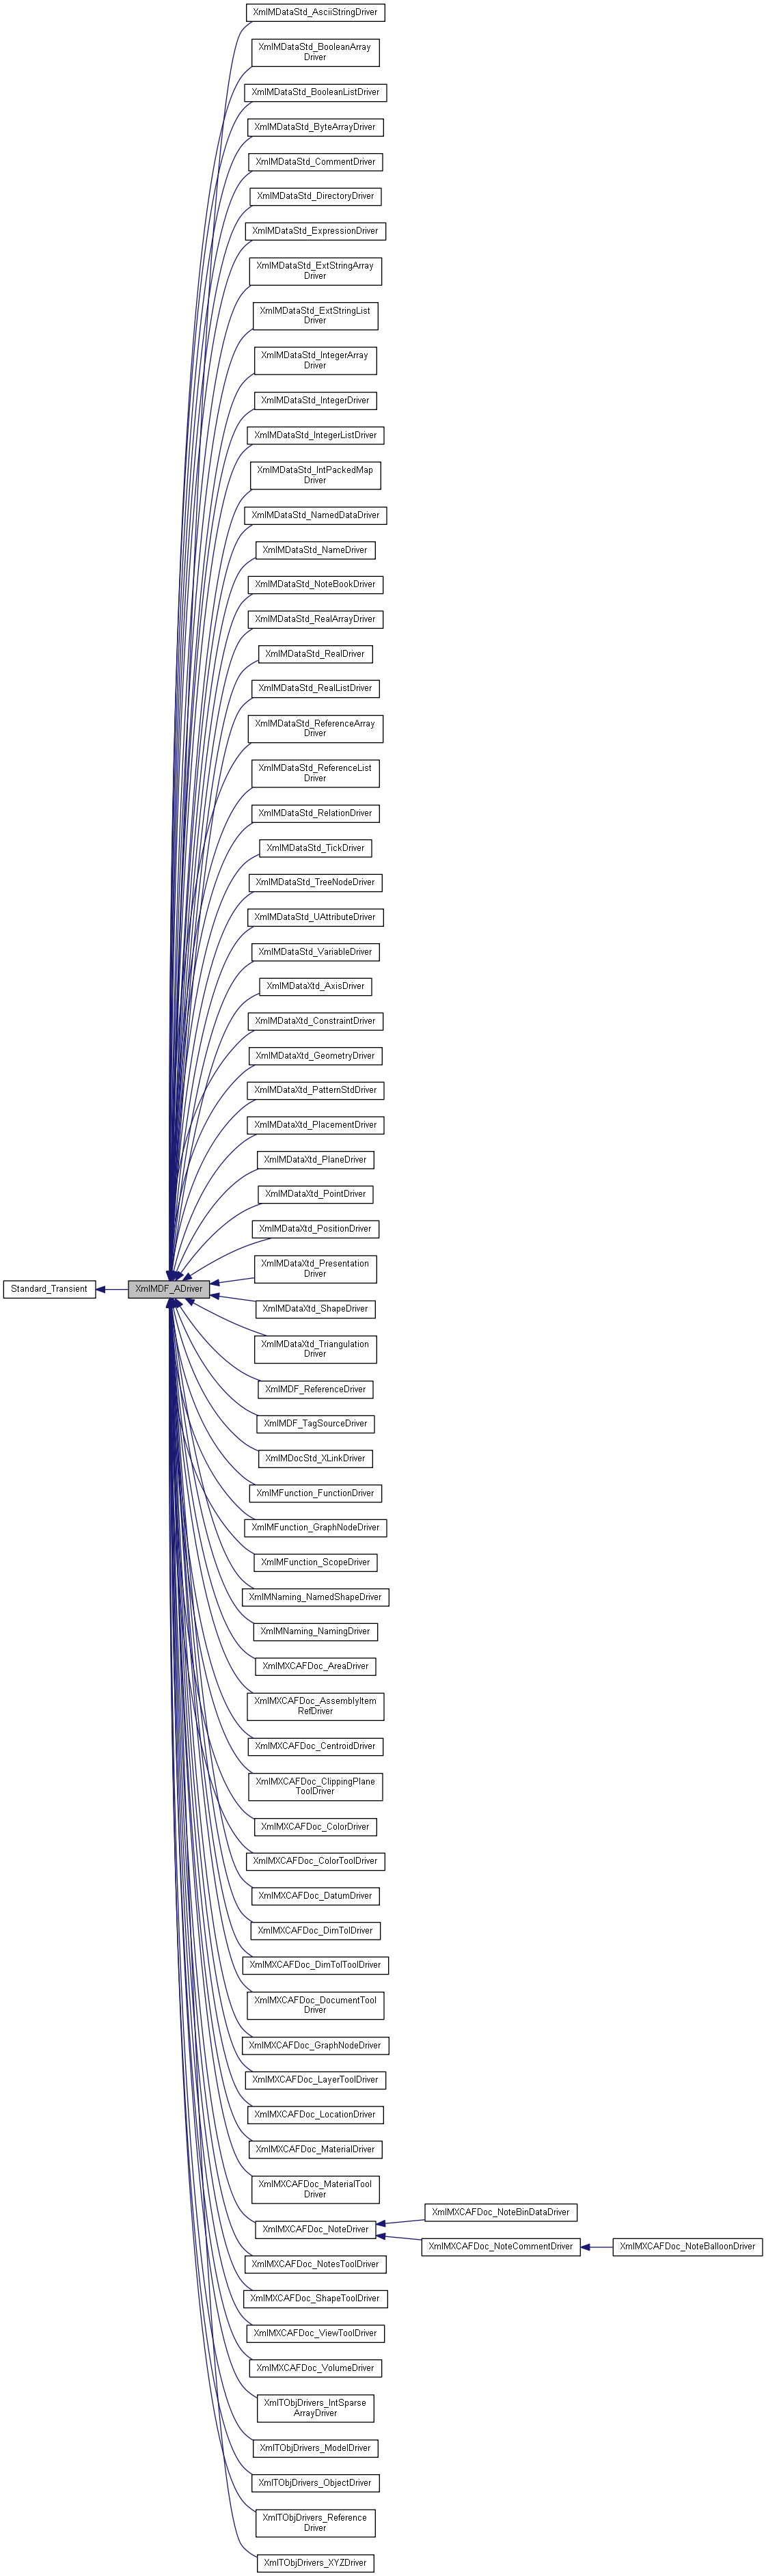 XmlMDataStd_AsciiStringDriver
XmlMDataStd_BooleanArray
Driver
XmlMDataStd_BooleanListDriver
XmlMDataStd_ByteArrayDriver
XmlMDataStd_CommentDriver
XmlMDataStd_DirectoryDriver
XmlMDataStd_ExpressionDriver
XmlMDataStd_ExtStringArray
Driver
XmlMDataStd_ExtStringList
Driver
XmlMDataStd_IntegerArray
Driver
XmlMDataStd_IntegerDriver
XmlMDataStd_IntegerListDriver
XmlMDataStd_IntPackedMap
Driver
XmlMDataStd_NamedDataDriver
XmlMDataStd_NameDriver
XmlMDataStd_NoteBookDriver
XmlMDataStd_RealArrayDriver
XmlMDataStd_RealDriver
XmlMDataStd_RealListDriver
XmlMDataStd_ReferenceArray
Driver
XmlMDataStd_ReferenceList
Driver
XmlMDataStd_RelationDriver
XmlMDataStd_TickDriver
XmlMDataStd_TreeNodeDriver
XmlMDataStd_UAttributeDriver
XmlMDataStd_VariableDriver
XmlMDataXtd_AxisDriver
XmlMDataXtd_ConstraintDriver
XmlMDataXtd_GeometryDriver
XmlMDataXtd_PatternStdDriver
XmlMDataXtd_PlacementDriver
XmlMDataXtd_PlaneDriver
XmlMDataXtd_PointDriver
XmlMDataXtd_PositionDriver
XmlMDataXtd_Presentation
Driver
Standard_Transient
XmlMDF_ADriver
XmlMDataXtd_ShapeDriver
XmlMDataXtd_Triangulation
Driver
XmlMDF_ReferenceDriver
XmlMDF_TagSourceDriver
XmlMDocStd_XLinkDriver
XmlMFunction_FunctionDriver
XmlMFunction_GraphNodeDriver
XmlMFunction_ScopeDriver
XmlMNaming_NamedShapeDriver
XmlMNaming_NamingDriver
XmlMXCAFDoc_AreaDriver
XmlMXCAFDoc_AssemblyItem
RefDriver
XmlMXCAFDoc_CentroidDriver
XmlMXCAFDoc_ClippingPlane
ToolDriver
XmlMXCAFDoc_ColorDriver
XmlMXCAFDoc_ColorToolDriver
XmlMXCAFDoc_DatumDriver
XmlMXCAFDoc_DimTolDriver
XmlMXCAFDoc_DimTolToolDriver
XmlMXCAFDoc_DocumentTool
Driver
XmlMXCAFDoc_GraphNodeDriver
XmlMXCAFDoc_LayerToolDriver
XmlMXCAFDoc_LocationDriver
XmlMXCAFDoc_MaterialDriver
XmlMXCAFDoc_MaterialTool
Driver
XmlMXCAFDoc_NoteBinDataDriver
XmlMXCAFDoc_NoteDriver
XmlMXCAFDoc_NoteCommentDriver
XmlMXCAFDoc_NoteBalloonDriver
XmlMXCAFDoc_NotesToolDriver
XmlMXCAFDoc_ShapeToolDriver
XmlMXCAFDoc_ViewToolDriver
XmlMXCAFDoc_VolumeDriver
XmlTObjDrivers_IntSparse
ArrayDriver
XmlTObjDrivers_ModelDriver
XmlTObjDrivers_ObjectDriver
XmlTObjDrivers_Reference
Driver
XmlTObjDrivers_XYZDriver